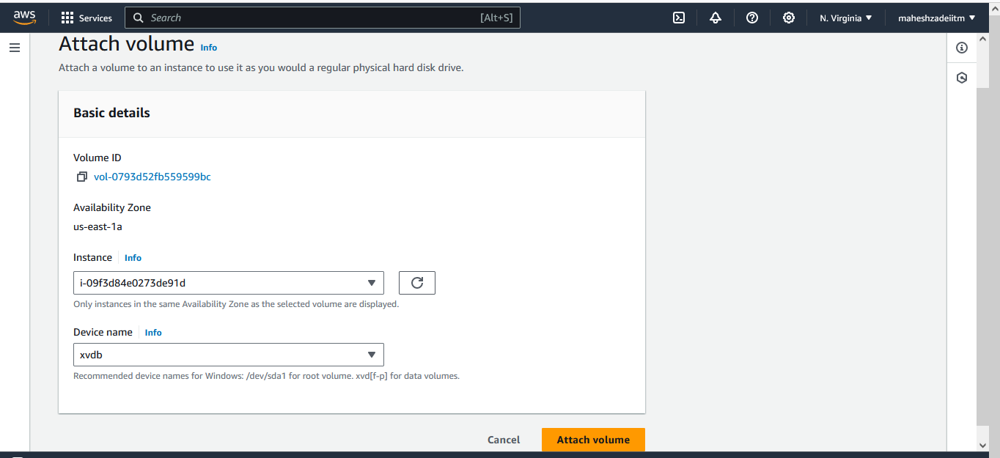 aws Services Search [Alt+S] N. Virginia maheshzadeiitm
Attach volume Info
Attach a volume to an instance to use it as you would a regular physical hard disk drive.
Basic details
Volume ID
vol-0793d52fb559599bc
Availability Zone
us-east-1a
Instance Info
i-09f3d84e0273de91d
Only instances in the same Availability Zone as the selected volume are displayed.
Device name Info
xvdb
Recommended device names for Windows: /dev/sda1 for root volume. xvd[f-p] for data volumes.
Cancel Attach volume